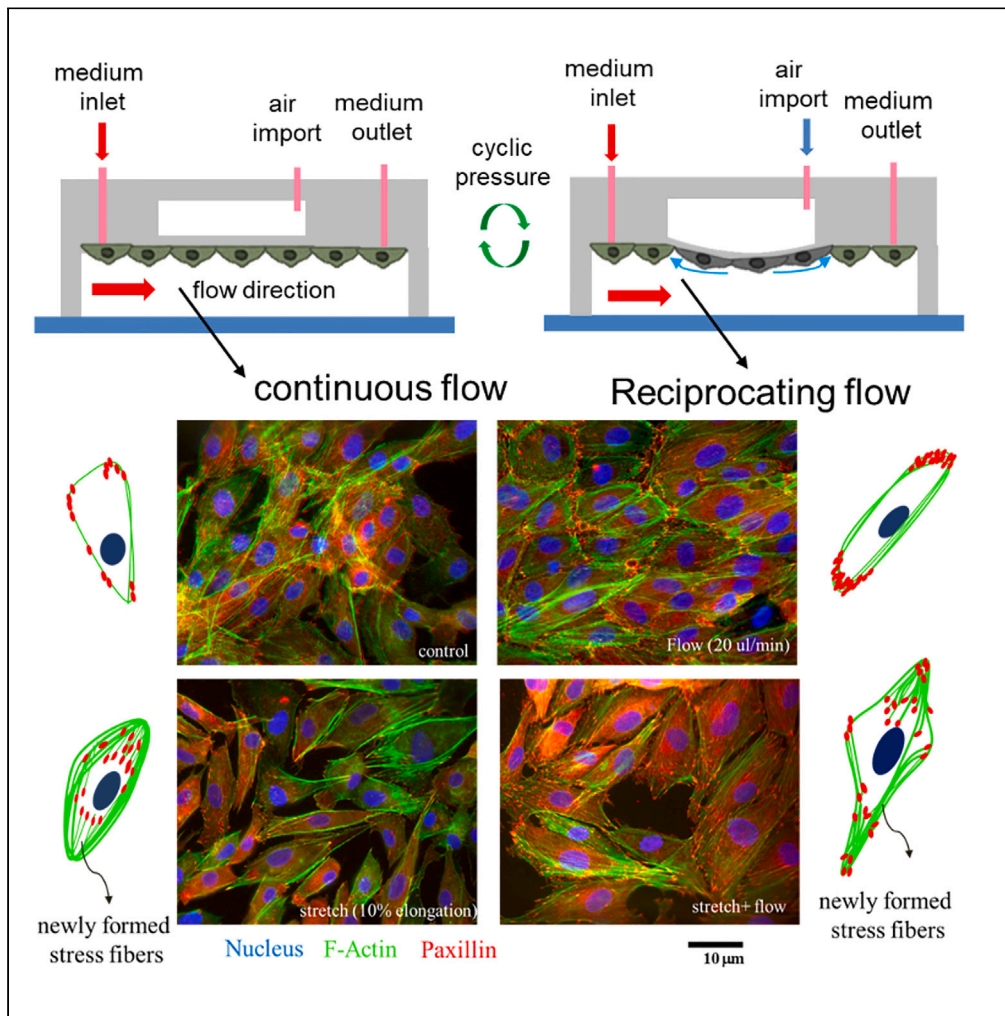 medium
inlet
air
import
medium
outlet
cyclic
pressure
medium
inlet
air
import
medium
outlet
flow direction
continuous flow
Reciprocating flow
control
Flow (20 ul/min)
stretch (10% elongation)
stretch+ flow
newly formed
stress fibers
newly formed
stress fibers
Nucleus F-Actin Paxillin
10 μm